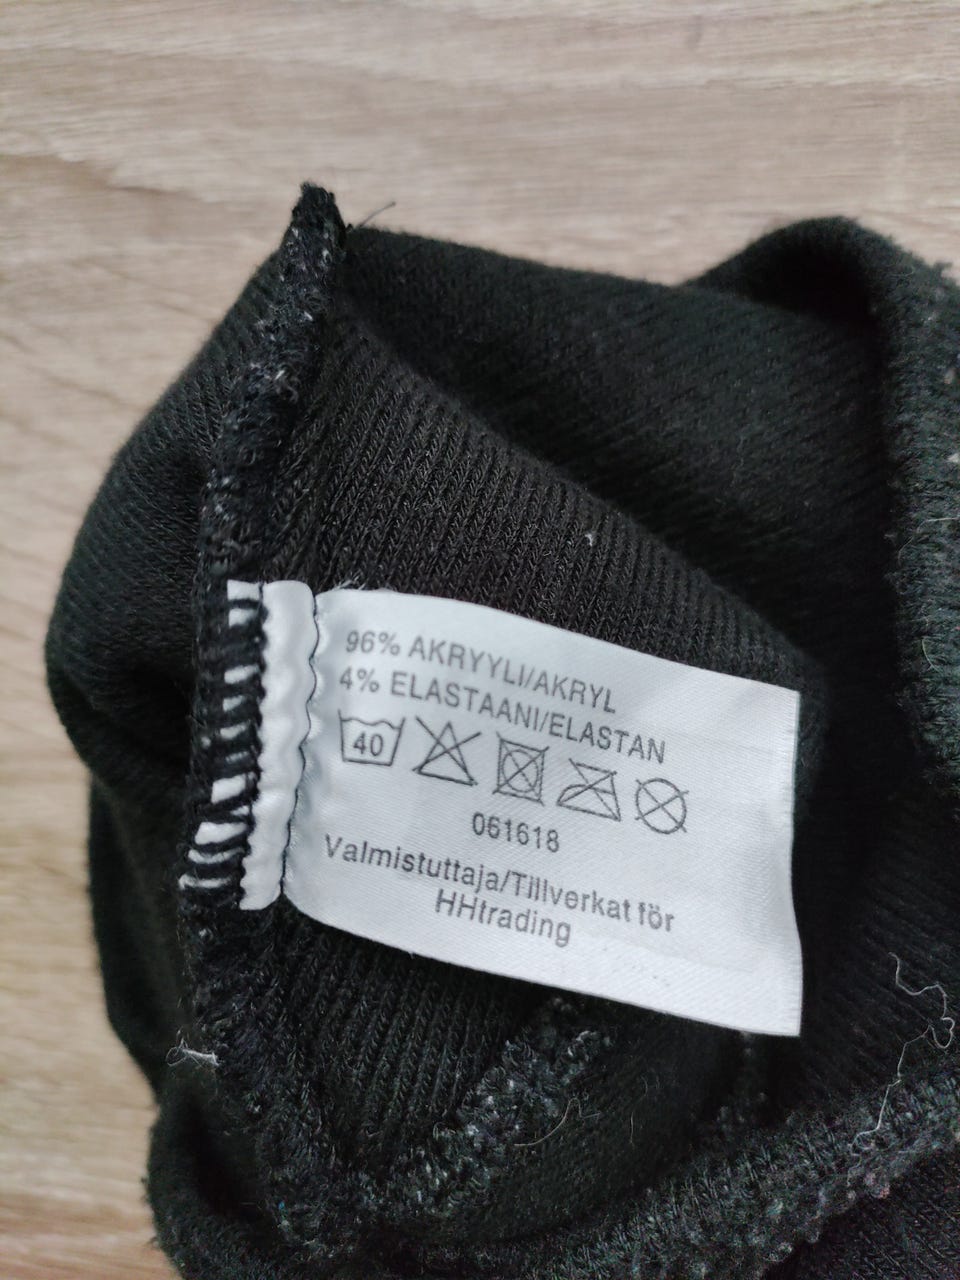 96% AKRYYLI/AKRYL
4% ELASTAANI/ELASTAN
40
061618
Valmistuttaja/Tillverkat för
HHtrading